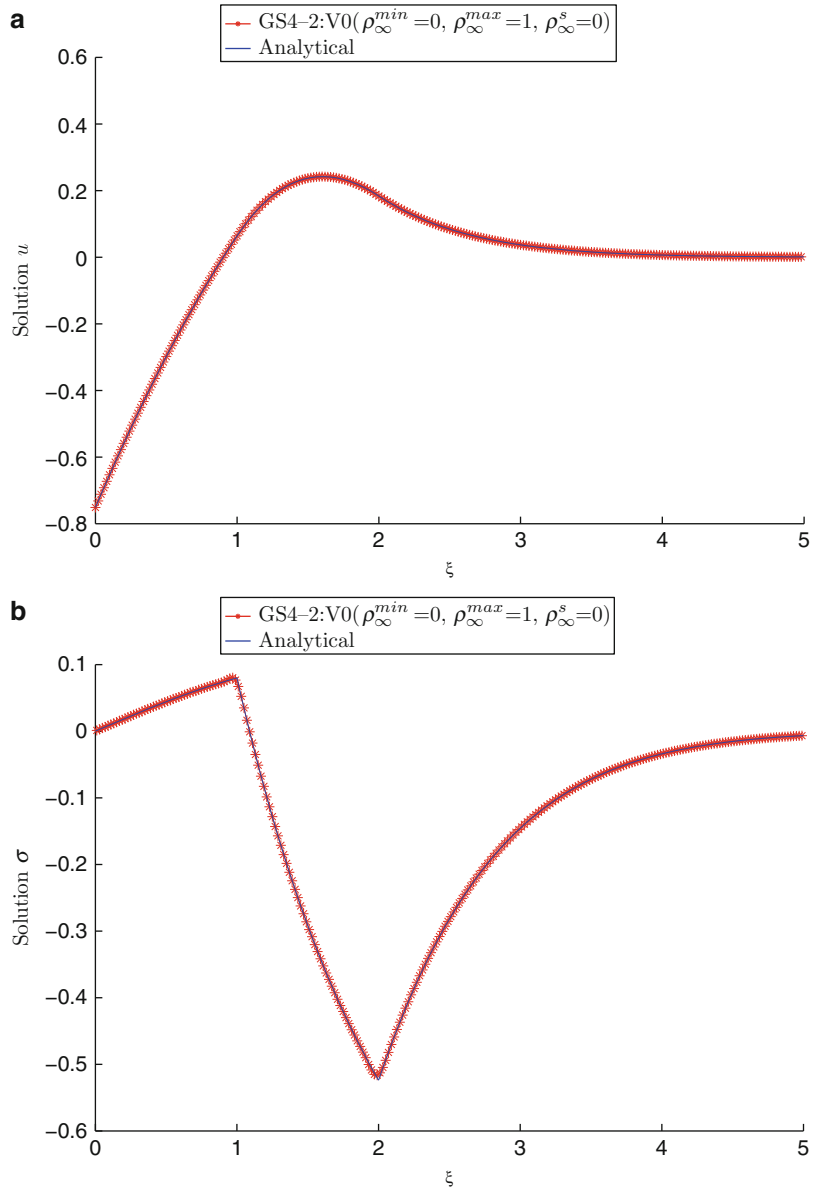 a
GS4–2:V0(ρ∞^min =0, ρ∞^max=1, ρ∞^s=0)
Analytical
0.6
0.4
0.2
0
−0.2
−0.4
−0.6
−0.8
Solution u
0 1 2 3 4 5
ξ
b
GS4–2:V0(ρ∞^min =0, ρ∞^max=1, ρ∞^s=0)
Analytical
0.1
0
−0.1
−0.2
−0.3
−0.4
−0.5
−0.6
Solution σ
0 1 2 3 4 5
ξ